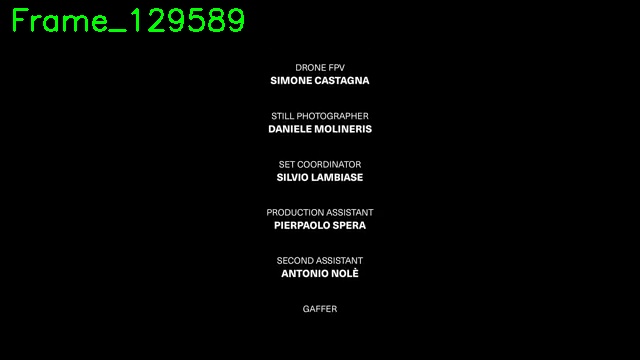 Frame_129589
DRONE FPV
SIMONE CASTAGNA
STILL PHOTOGRAPHER
DANIELE MOLINERIS
SET COORDINATOR
SILVIO LAMBIASE
PRODUCTION ASSISTANT
PIERPAOLO SPERA
SECOND ASSISTANT
ANTONIO NOLÈ
GAFFER